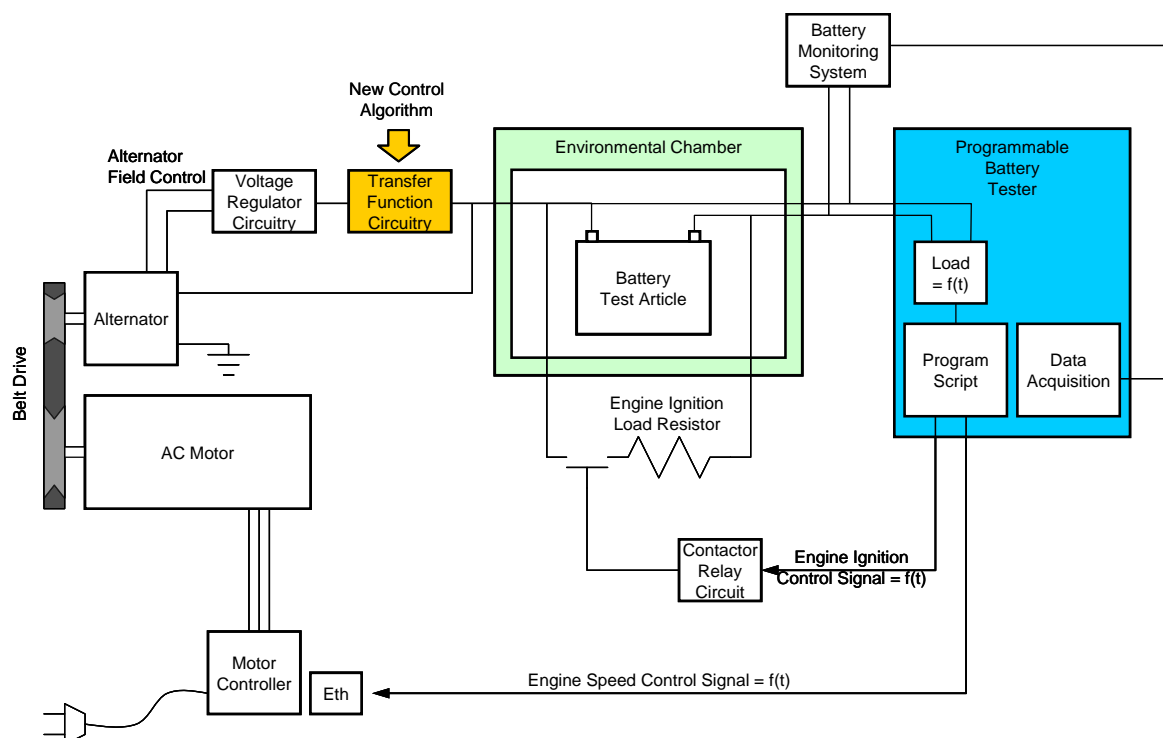 Battery
Monitoring
System
New Control
Algorithm
Environmental Chamber
Programmable
Battery
Tester
Alternator
Field Control
Voltage
Regulator
Circuitry
Transfer
Function
Circuitry
Battery
Test Article
Load
= f(t)
Alternator
Program
Script
Data
Acquisition
Belt Drive
Engine Ignition
Load Resistor
AC Motor
Contactor
Relay
Circuit
Engine Ignition
Control Signal = f(t)
Motor
Controller
Eth
Engine Speed Control Signal = f(t)